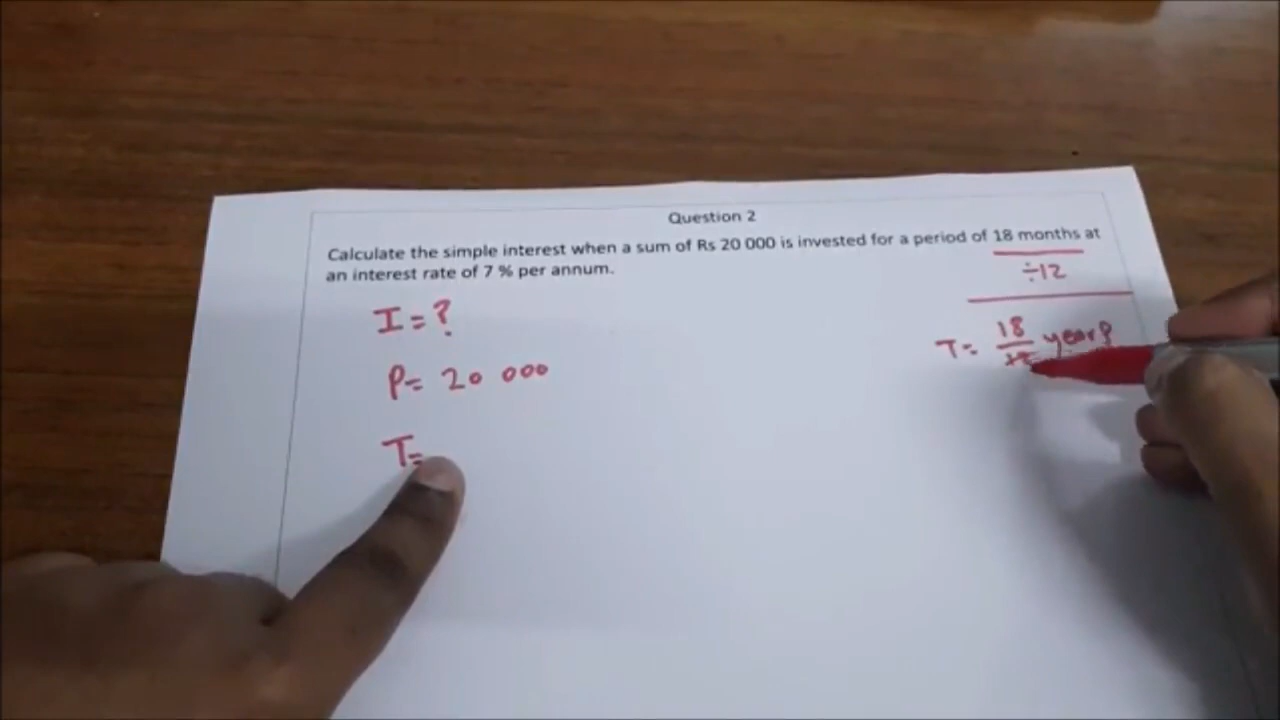 Question 2
Calculate the simple interest when a sum of Rs 20 000 is invested for a period of 18 months at
an interest rate of 7 % per annum.
÷12
I = ?
T = 18/12 years
P = 20 000
T =